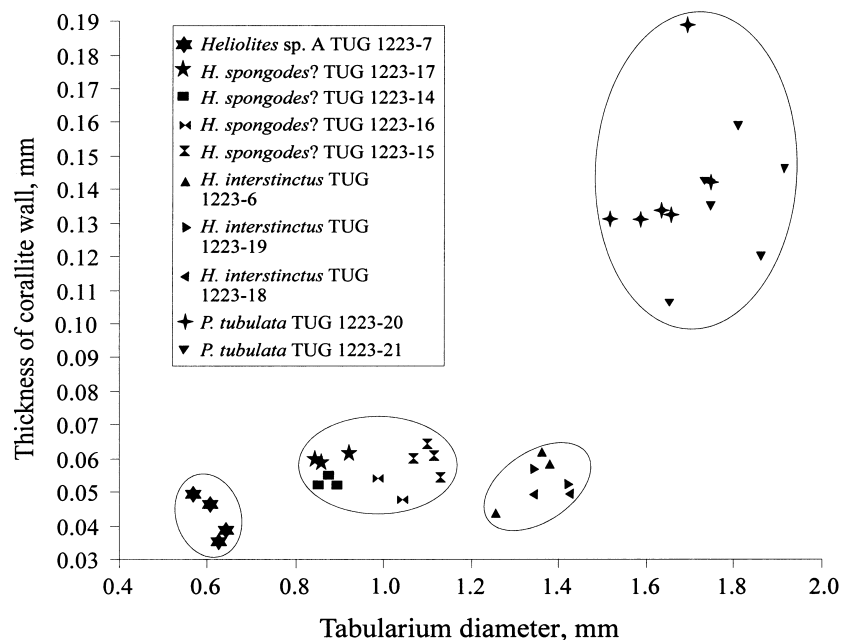 Thickness of corallite wall, mm
0.19
0.18
0.17
0.16
0.15
0.14
0.13
0.12
0.11
0.10
0.09
0.08
0.07
0.06
0.05
0.04
0.03
Heliolites sp. A TUG 1223-7
H. spongodes? TUG 1223-17
H. spongodes? TUG 1223-14
H. spongodes? TUG 1223-16
H. spongodes? TUG 1223-15
H. interstinctus TUG
1223-6
H. interstinctus TUG
1223-19
H. interstinctus TUG
1223-18
P. tubulata TUG 1223-20
P. tubulata TUG 1223-21
0.4 0.6 0.8 1.0 1.2 1.4 1.6 1.8 2.0
Tabularium diameter, mm